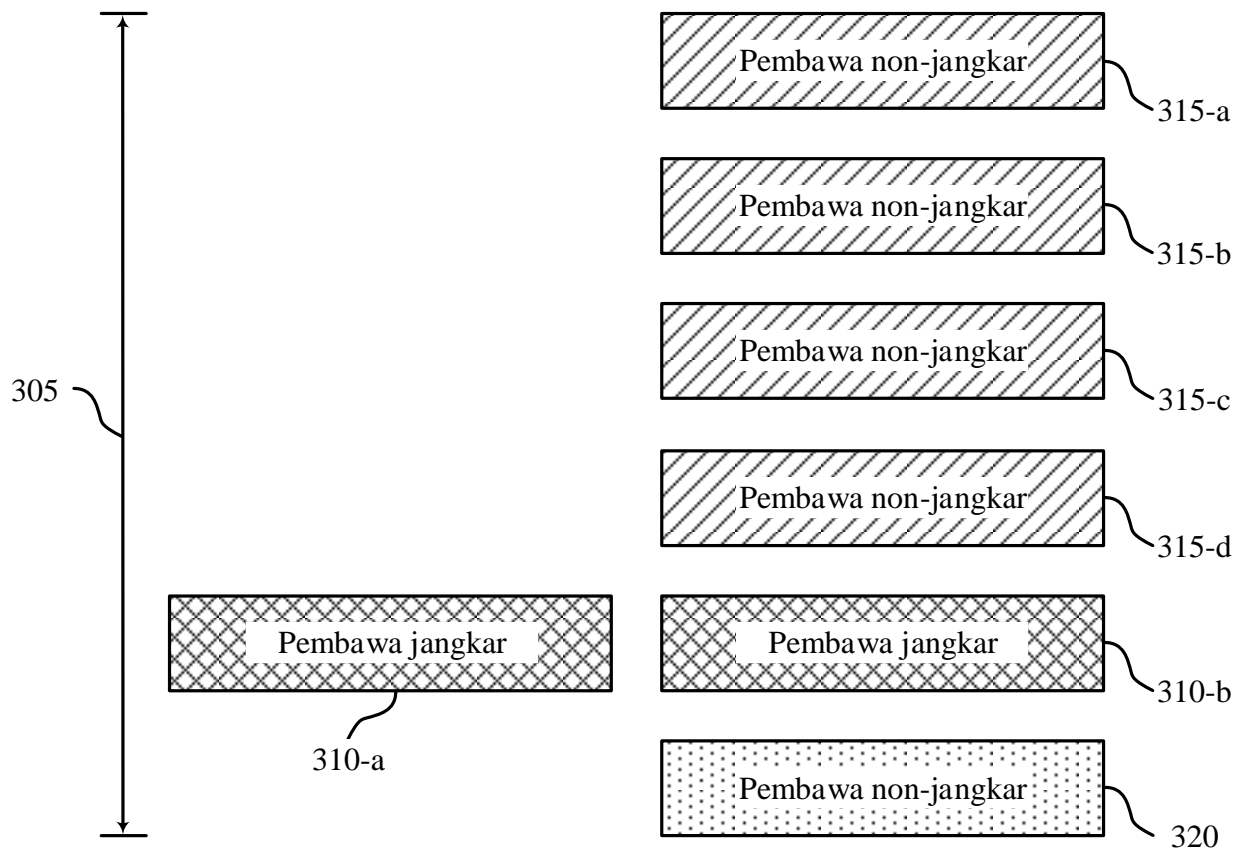 Pembawa non-jangkar
315-a
Pembawa non-jangkar
315-b
Pembawa non-jangkar
315-c
305
Pembawa non-jangkar
315-d
Pembawa jangkar
Pembawa jangkar
310-b
310-a
Pembawa non-jangkar
320